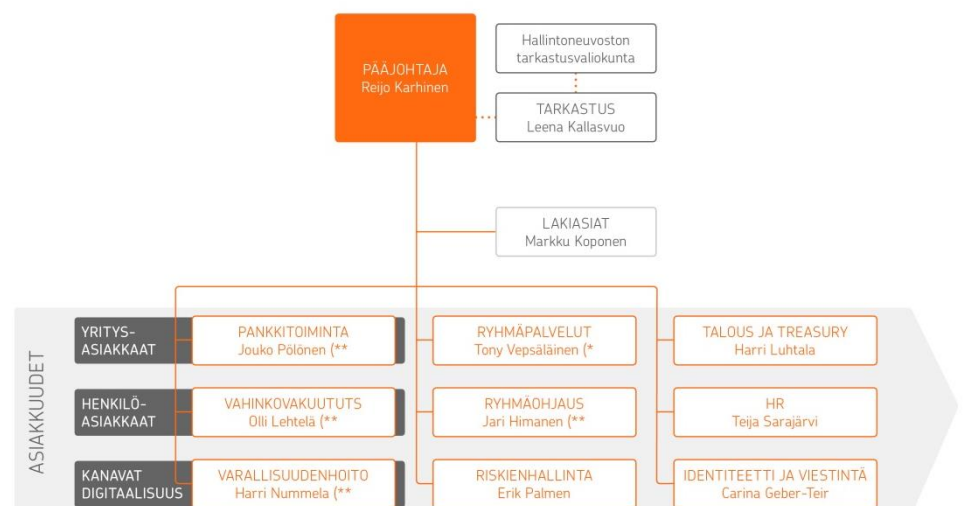 PÄÄJOHTAJA
Reijo Karhinen
Hallintoneuvoston
tarkastusvaliokunta
TARKASTUS
Leena Kallasvuo
LAKIASIAT
Markku Koponen
ASIAKKUUDET
YRITYS-
ASIAKKAAT
PANKKITOIMINTA
Jouko Pölönen (**
RYHMÄPALVELUT
Tony Vepsäläinen (*
TALOUS JA TREASURY
Harri Luhtala
HENKILÖ-
ASIAKKAAT
VAHINKOVAKUUTUTS
Olli Lehtelä (**
RYHMÄOHJAUS
Jari Himanen (**
HR
Teija Sarajärvi
KANAVAT
DIGITAALISUUS
VARALLISUUDENHOITO
Harri Nummela (**
RISKIENHALLINTA
Erik Palmen
IDENTITEETTI JA VIESTINTÄ
Carina Geber-Teir